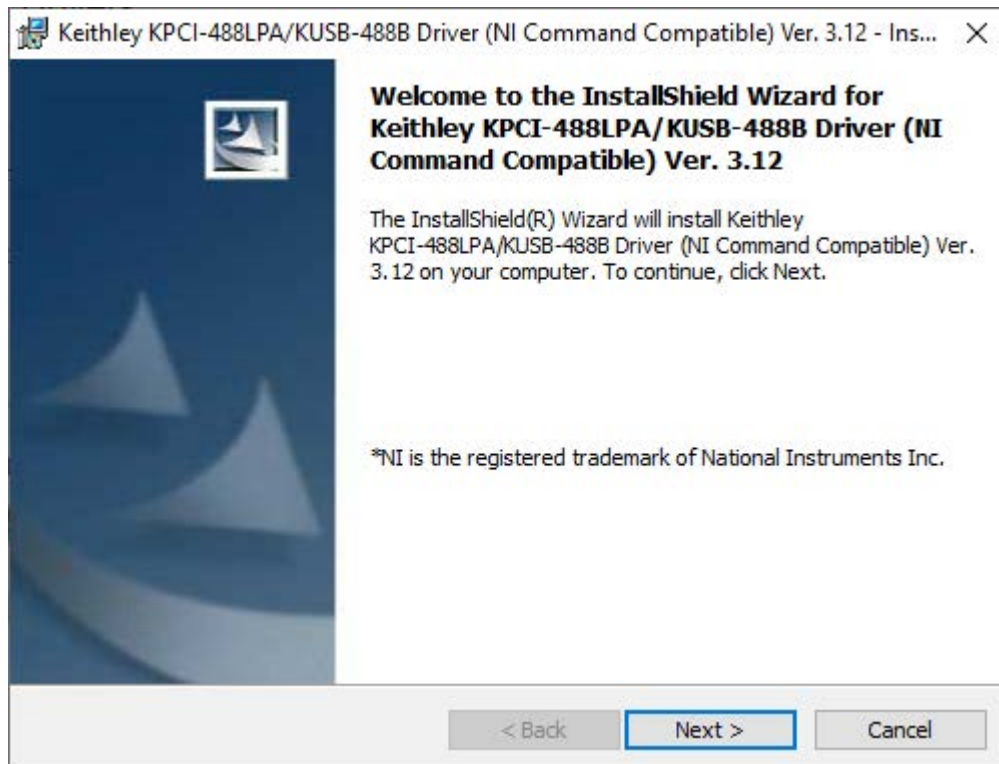 Keithley KPCI-488LPA/KUSB-488B Driver (NI Command Compatible) Ver. 3.12 - Ins...
Welcome to the InstallShield Wizard for
Keithley KPCI-488LPA/KUSB-488B Driver (NI
Command Compatible) Ver. 3.12
The InstallShield(R) Wizard will install Keithley
KPCI-488LPA/KUSB-488B Driver (NI Command Compatible) Ver.
3.12 on your computer. To continue, click Next.
*NI is the registered trademark of National Instruments Inc.
< Back Next > Cancel